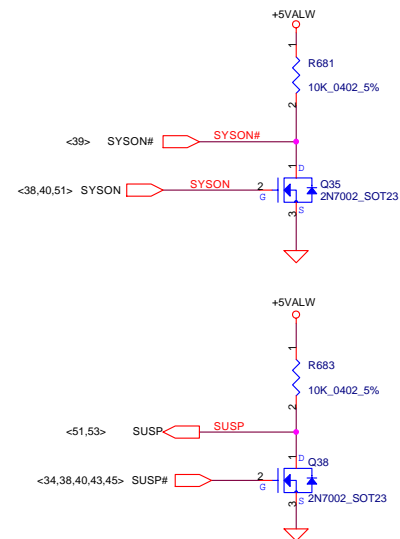 +5VALW
1
R681
10K_0402_5%
2
<39> SYSON# SYSON#
1 D
<38,40,51> SYSON SYSON 2 G Q35
2N7002_SOT23
3 S
+5VALW
1
R683
10K_0402_5%
2
<51,53> SUSP SUSP
1 D
Q38
<34,38,40,43,45> SUSP# 2 G
3 S 2N7002_SOT23